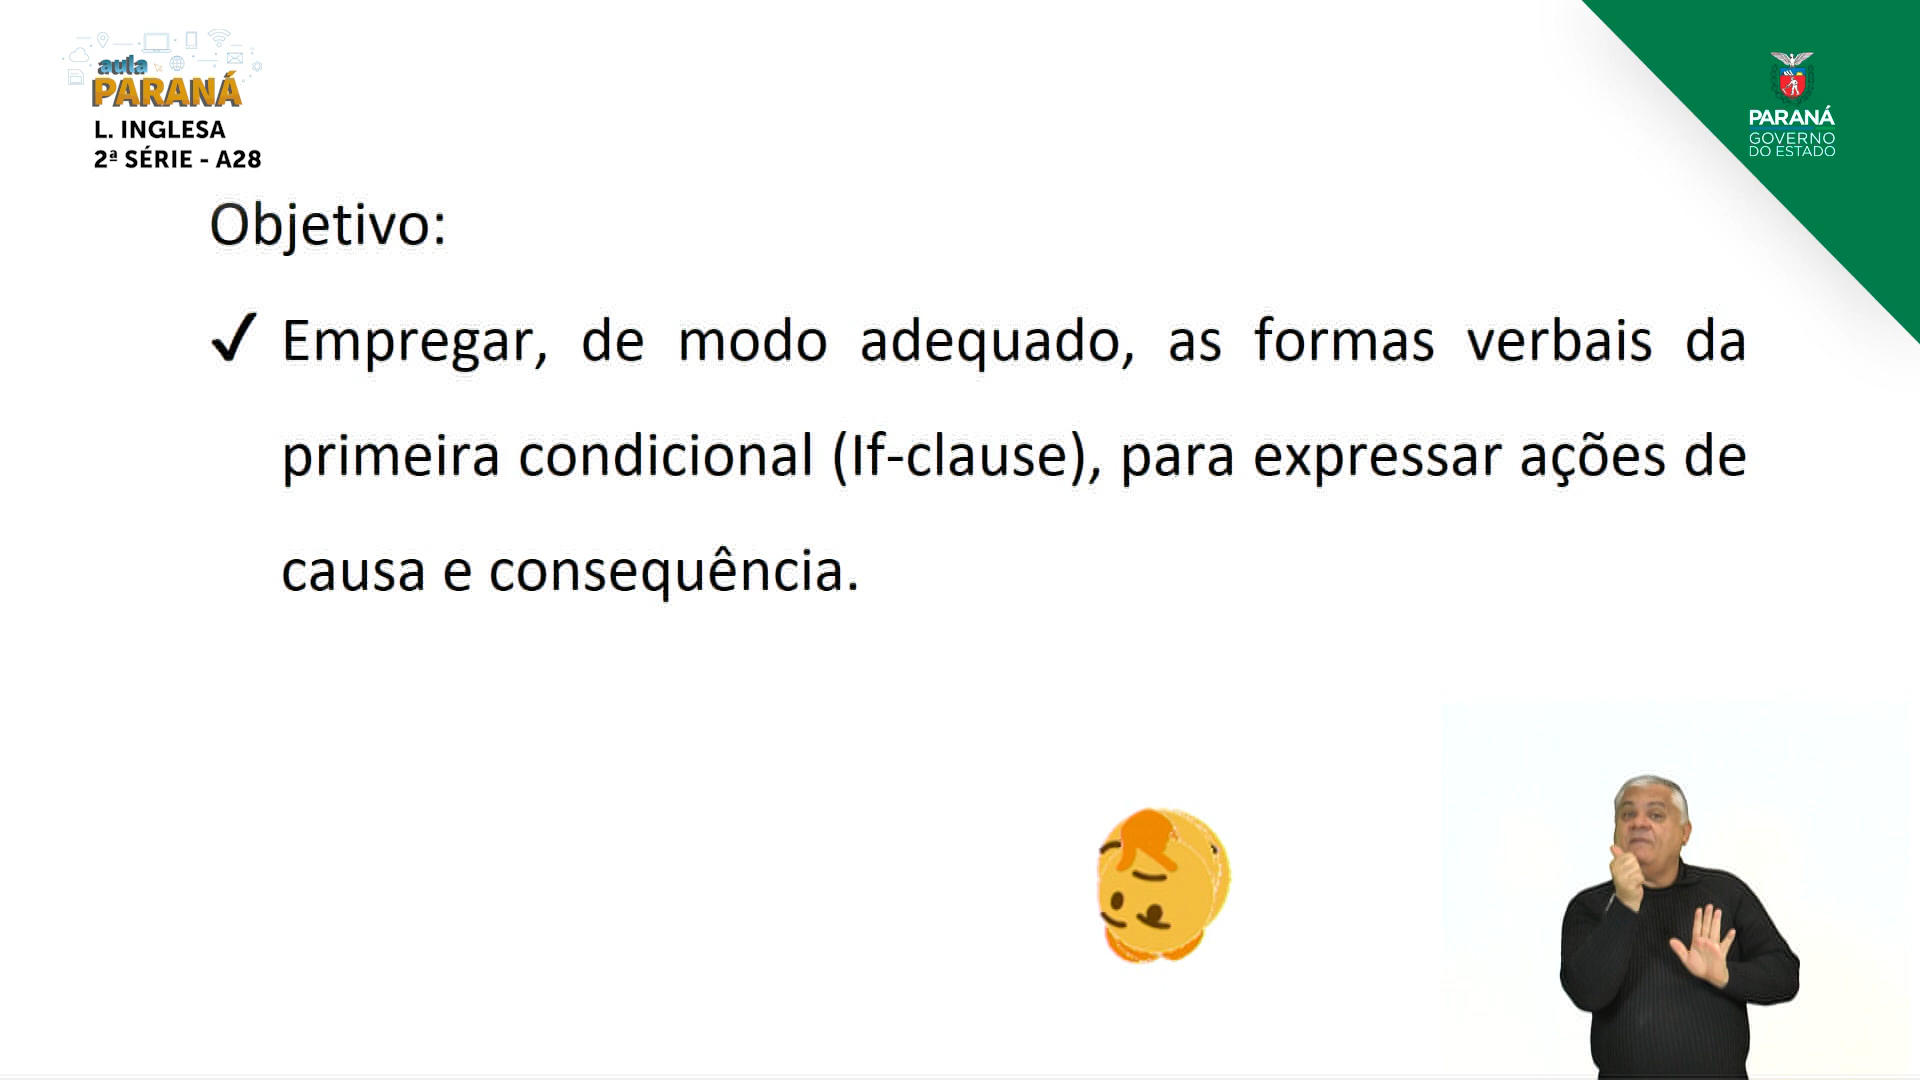 aula
PARANÁ
L. INGLESA
2ª SÉRIE - A28
PARANÁ
GOVERNO
DO ESTADO
Objetivo:
✓ Empregar, de modo adequado, as formas verbais da
primeira condicional (If-clause), para expressar ações de
causa e consequência.